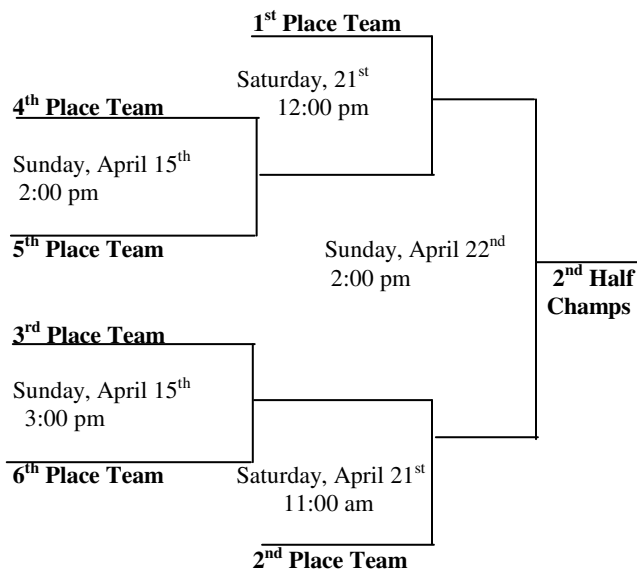 1st Place Team
Saturday, 21st
12:00 pm
4th Place Team
Sunday, April 15th
2:00 pm
5th Place Team
Sunday, April 22nd
2:00 pm
2nd Half
Champs
3rd Place Team
Sunday, April 15th
3:00 pm
6th Place Team
Saturday, April 21st
11:00 am
2nd Place Team